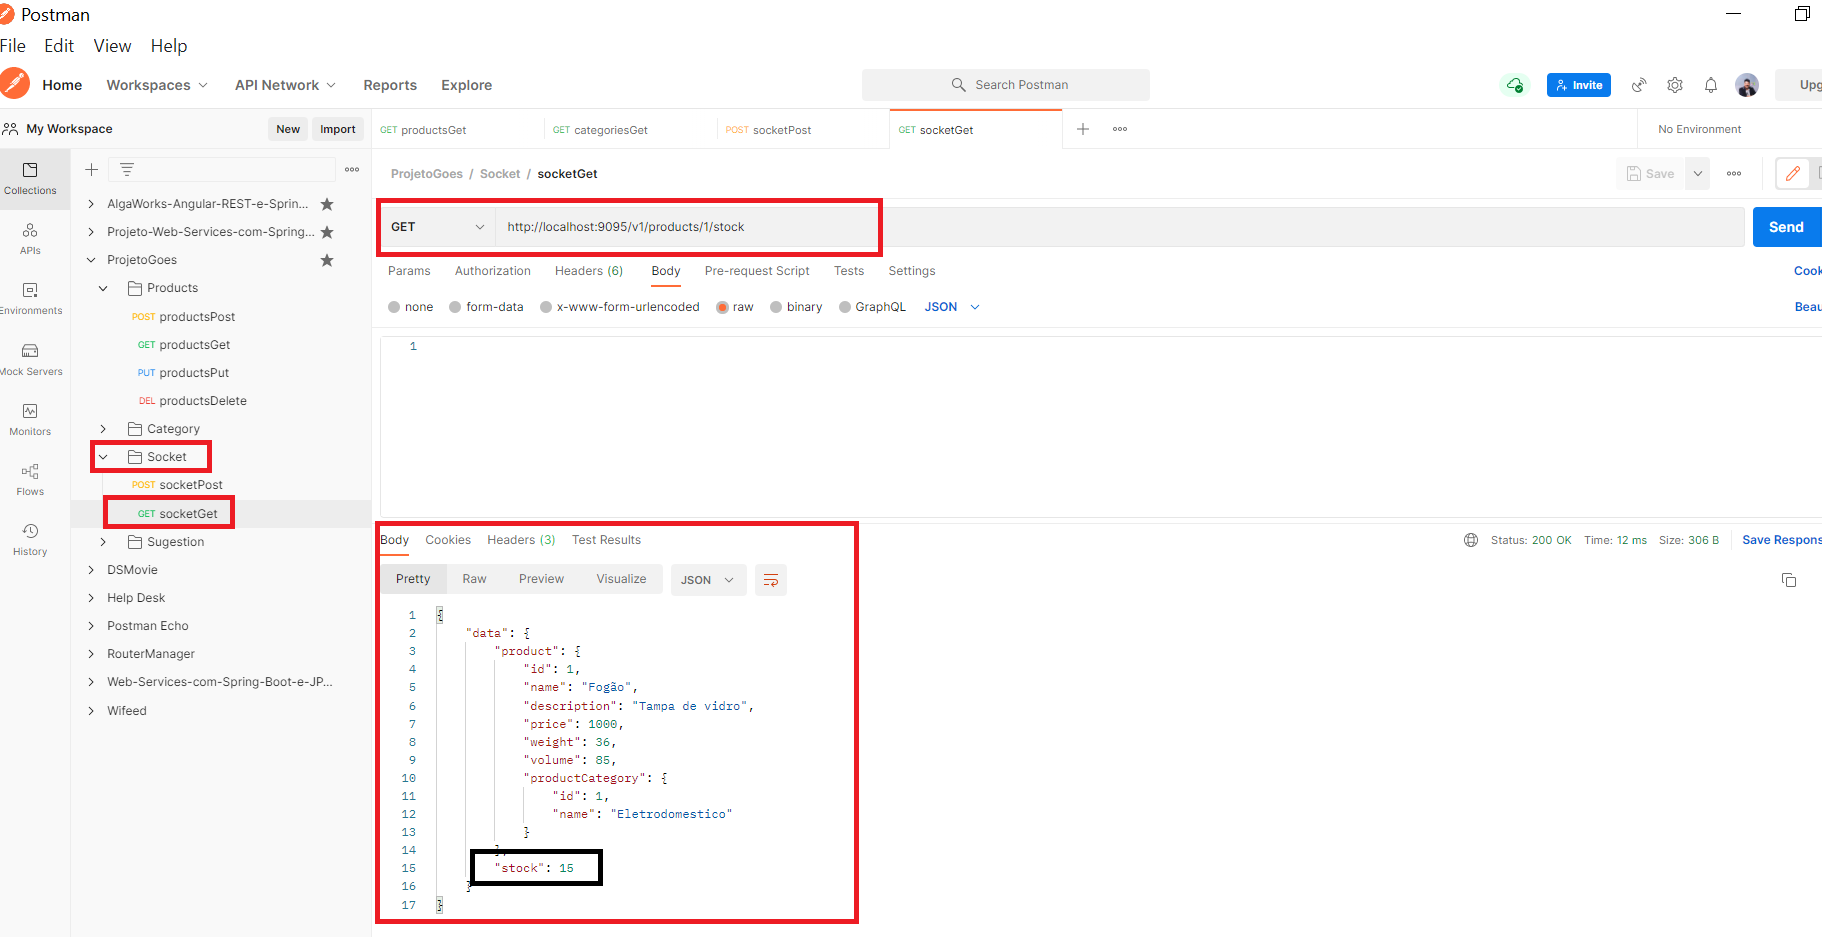 Postman
File Edit View Help
Home Workspaces API Network Reports Explore Search Postman Invite Upg
My Workspace New Import GET productsGet GET categoriesGet POST socketPost GET socketGet No Environment
Collections
APIs
Environments
Mock Servers
Monitors
Flows
History
AlgaWorks-Angular-REST-e-Sprin...
Projeto-Web-Services-com-Spring...
ProjetoGoes
Products
POST productsPost
GET productsGet
PUT productsPut
DEL productsDelete
Category
Socket
POST socketPost
GET socketGet
Sugestion
DSMovie
Help Desk
Postman Echo
RouterManager
Web-Services-com-Spring-Boot-e-JP...
Wifeed
ProjetoGoes / Socket / socketGet Save
GET http://localhost:9095/v1/products/1/stock Send
Params Authorization Headers (6) Body Pre-request Script Tests Settings Cook
none form-data x-www-form-urlencoded raw binary GraphQL JSON Beau
1
Body Cookies Headers (3) Test Results Status: 200 OK Time: 12 ms Size: 306 B Save Respons
Pretty Raw Preview Visualize JSON
1 {
2 "data": {
3 "product": {
4 "id": 1,
5 "name": "Fogão",
6 "description": "Tampa de vidro",
7 "price": 1000,
8 "weight": 36,
9 "volume": 85,
10 "productCategory": {
11 "id": 1,
12 "name": "Eletrodomestico"
13 }
14 },
15 "stock": 15
16 }
17 }